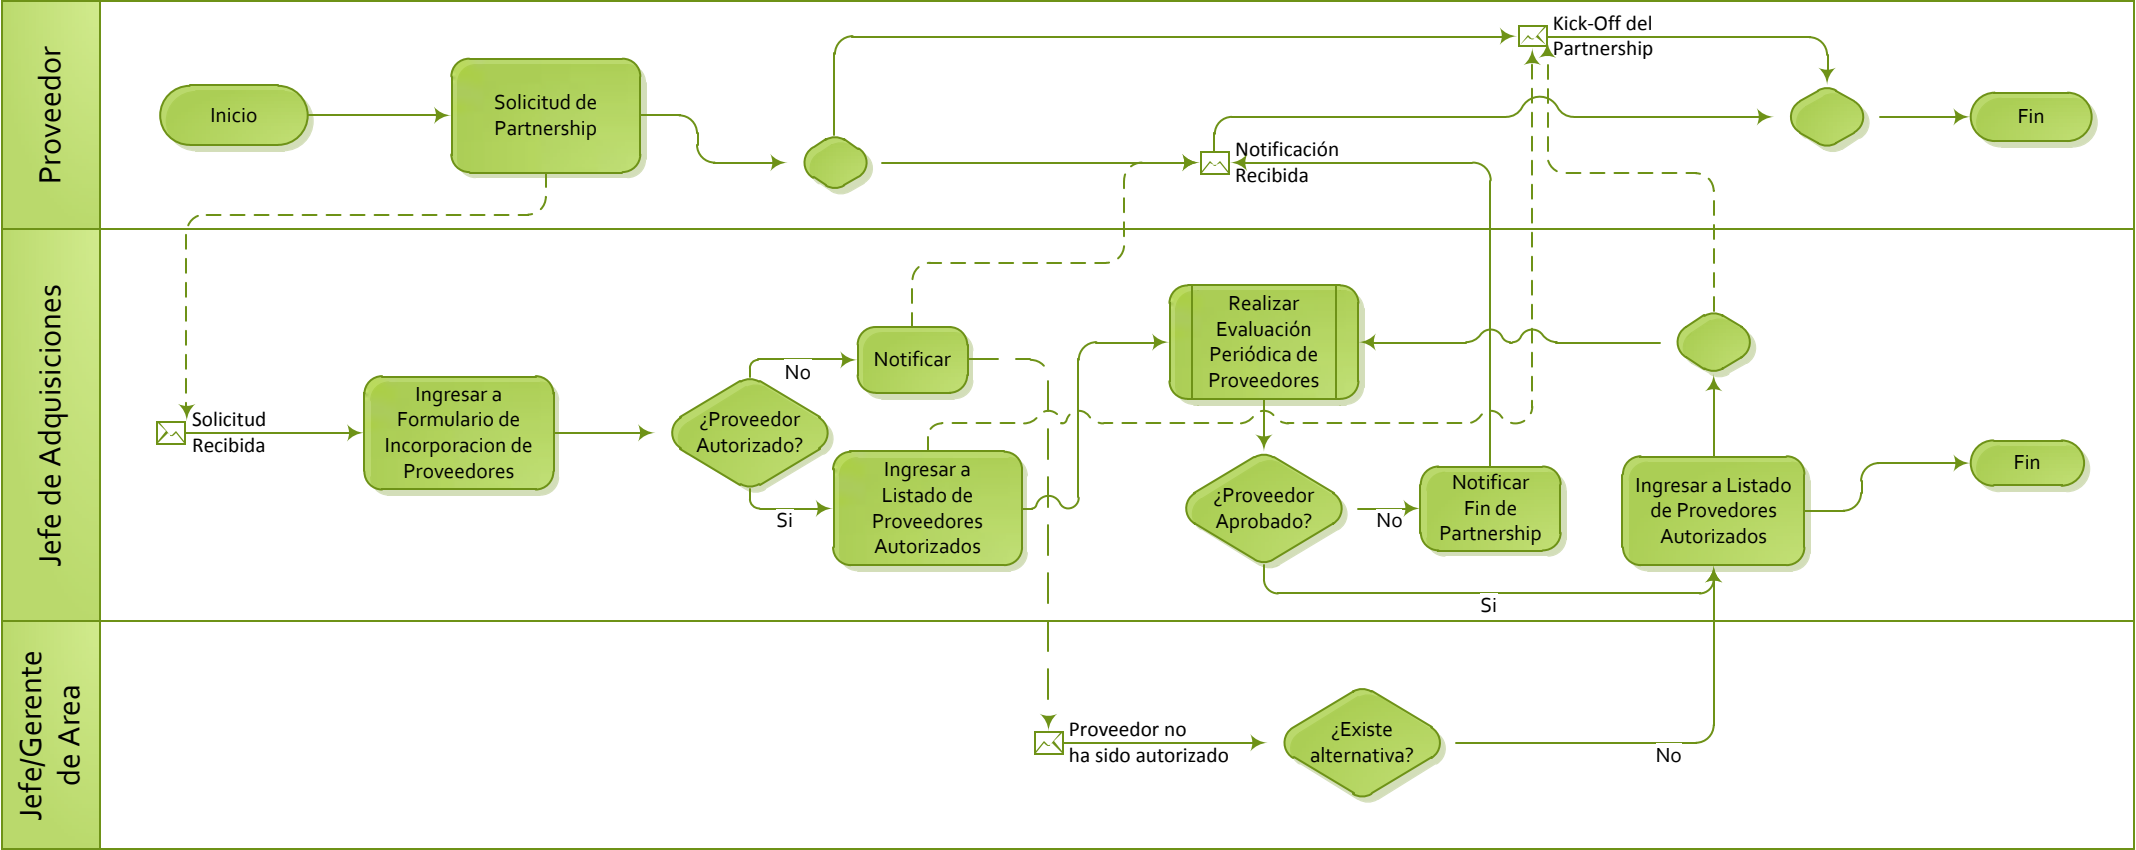 Proveedor
Inicio
Solicitud de
Partnership
Kick-Off del
Partnership
Notificación
Recibida
Fin
Jefe de Adquisiciones
Solicitud
Recibida
Ingresar a
Formulario de
Incorporacion de
Proveedores
¿Proveedor
Autorizado?
No
Notificar
Si
Ingresar a
Listado de
Proveedores
Autorizados
Realizar
Evaluación
Periódica de
Proveedores
¿Proveedor
Aprobado?
No
Notificar
Fin de
Partnership
Si
Ingresar a Listado
de Provedores
Autorizados
Fin
Jefe/Gerente
de Area
Proveedor no
ha sido autorizado
¿Existe
alternativa?
No